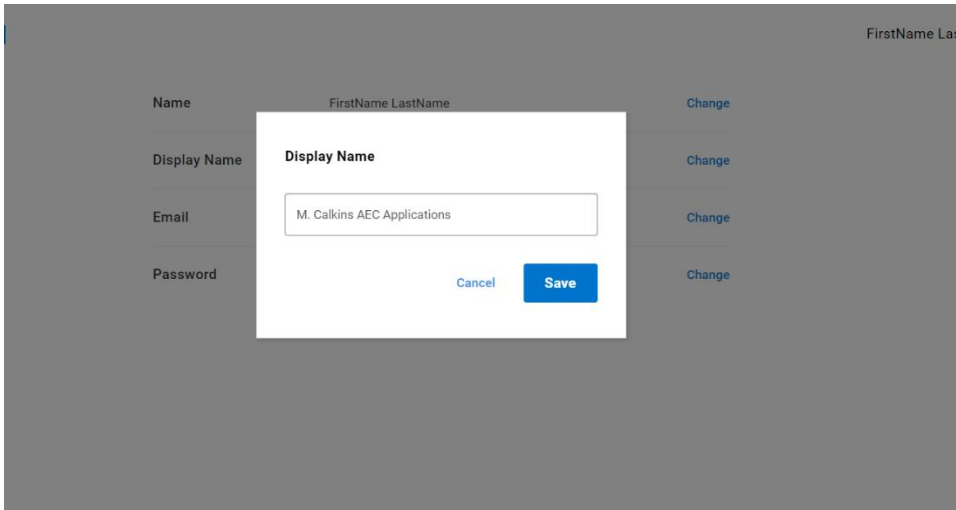 FirstName Las
Name FirstName LastName Change
Display Name Change
Display Name
Email Change
M. Calkins AEC Applications
Password Change
Cancel Save